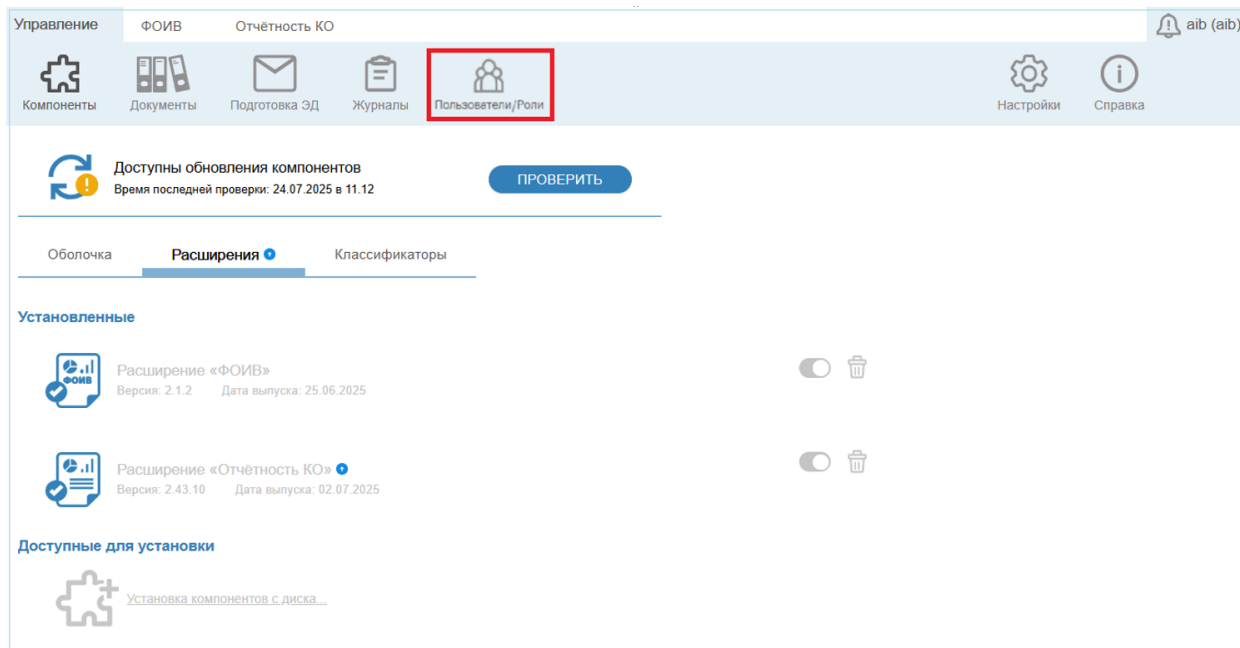 Управление ФОИВ Отчётность КО aib (aib)
Компоненты Документы Подготовка ЭД Журналы Пользователи/Роли Настройки Справка
Доступны обновления компонентов
Время последней проверки: 24.07.2025 в 11.12
ПРОВЕРИТЬ
Оболочка Расширения Классификаторы
Установленные
ФОИВ
Расширение «ФОИВ»
Версия: 2.1.2 Дата выпуска: 25.06.2025
Расширение «Отчётность КО»
Версия: 2.43.10 Дата выпуска: 02.07.2025
Доступные для установки
Установка компонентов с диска...